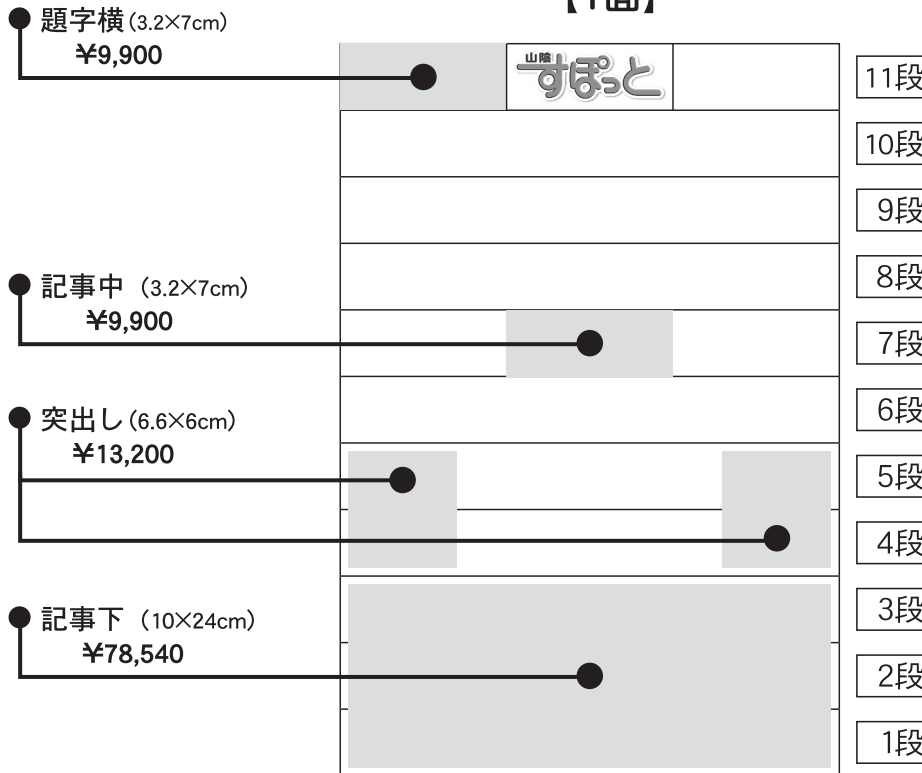 【1面】
題字横(3.2×7cm)
¥9,900
山陰
すぽっと
11段
10段
9段
8段
記事中（3.2×7cm）
¥9,900
7段
6段
突出し(6.6×6cm)
¥13,200
5段
4段
記事下（10×24cm）
¥78,540
3段
2段
1段